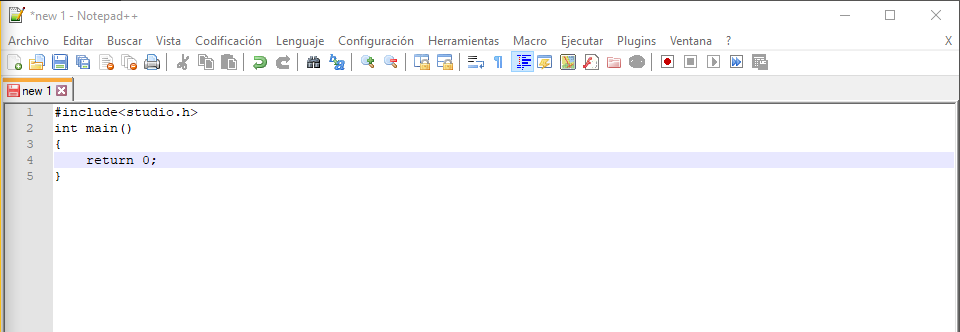 *new 1 - Notepad++
Archivo Editar Buscar Vista Codificación Lenguaje Configuración Herramientas Macro Ejecutar Plugins Ventana ? X
new 1
1 #include<studio.h>
2 int main()
3 {
4     return 0;
5 }